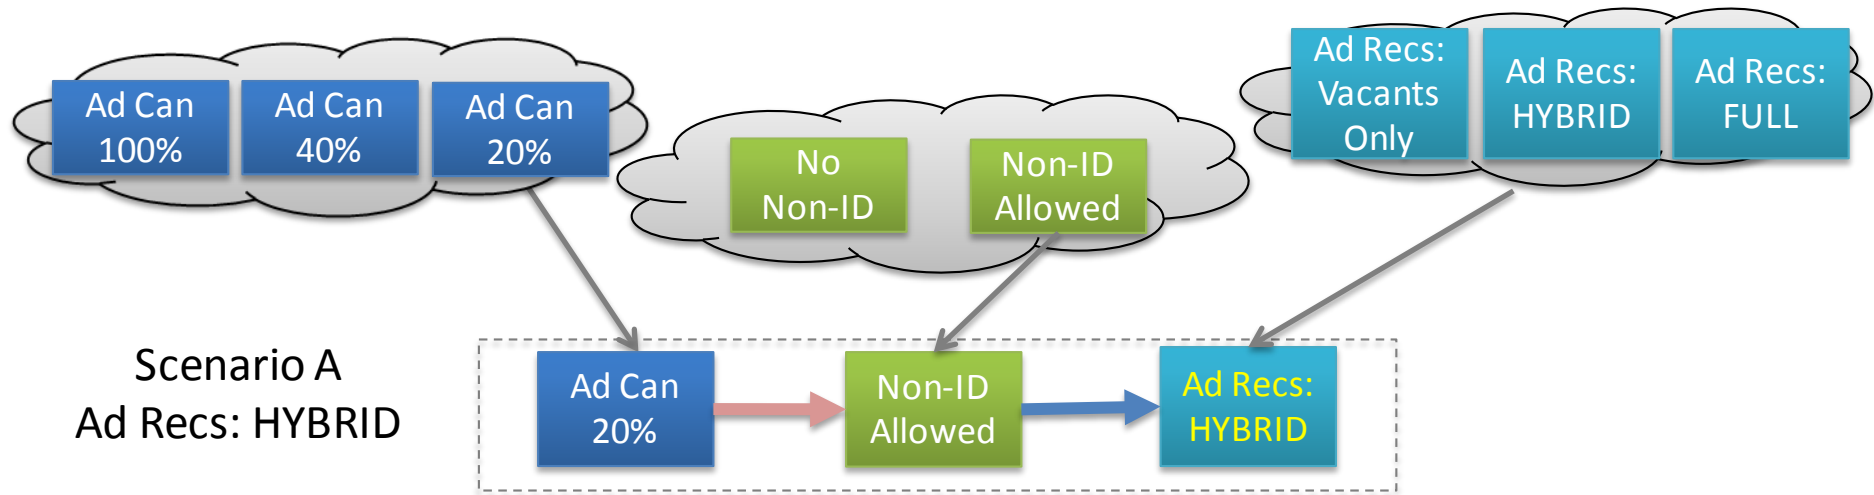 Ad Can
100%
Ad Can
40%
Ad Can
20%
No
Non-ID
Non-ID
Allowed
Ad Recs:
Vacants
Only
Ad Recs:
HYBRID
Ad Recs:
FULL
Scenario A
Ad Recs: HYBRID
Ad Can
20%
Non-ID
Allowed
Ad Recs:
HYBRID